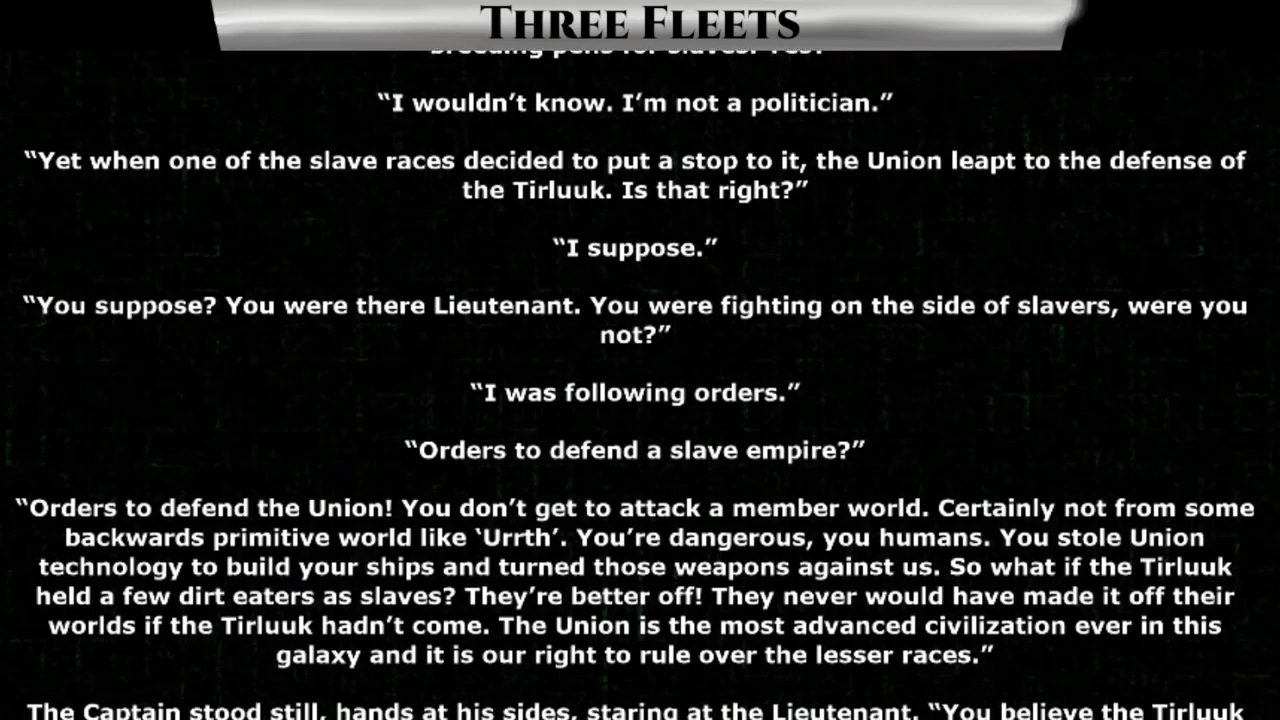 THREE FLEETS
breeding pens for slaves. Yes?
“I wouldn’t know. I’m not a politician.”
“Yet when one of the slave races decided to put a stop to it, the Union leapt to the defense of
the Tirluuk. Is that right?”
“I suppose.”
“You suppose? You were there Lieutenant. You were fighting on the side of slavers, were you
not?”
“I was following orders.”
“Orders to defend a slave empire?”
“Orders to defend the Union! You don’t get to attack a member world. Certainly not from some
backwards primitive world like ‘Urrth’. You’re dangerous, you humans. You stole Union
technology to build your ships and turned those weapons against us. So what if the Tirluuk
held a few dirt eaters as slaves? They’re better off! They never would have made it off their
worlds if the Tirluuk hadn’t come. The Union is the most advanced civilization ever in this
galaxy and it is our right to rule over the lesser races.”
The Captain stood still, hands at his sides, staring at the Lieutenant. “You believe the Tirluuk